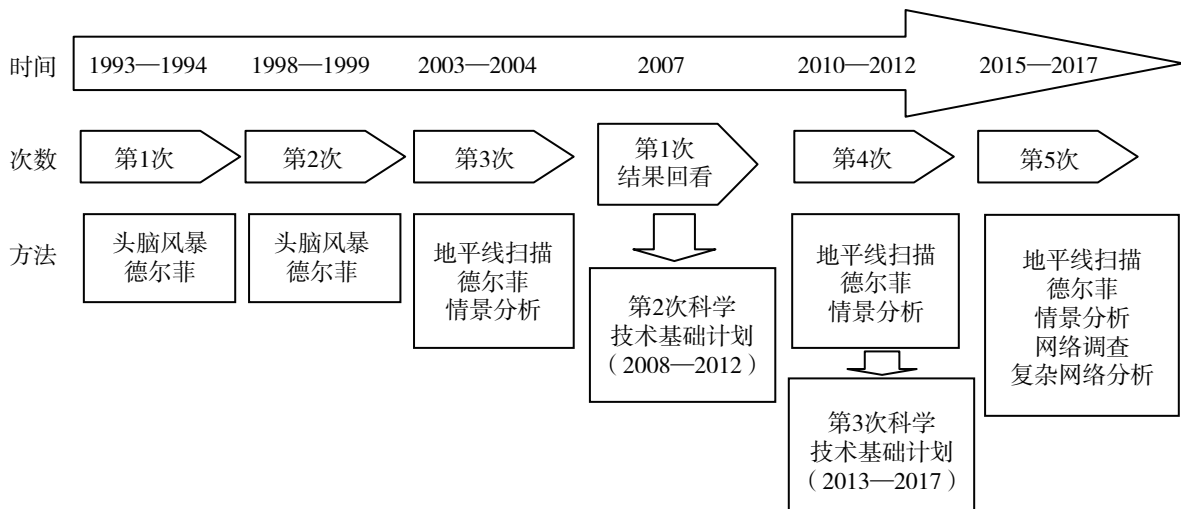 时间
1993—1994
1998—1999
2003—2004
2007
2010—2012
2015—2017
次数
第1次
第2次
第3次
第1次
结果回看
第4次
第5次
方法
头脑风暴
德尔菲
头脑风暴
德尔菲
地平线扫描
德尔菲
情景分析
第2次科学
技术基础计划
（2008—2012）
地平线扫描
德尔菲
情景分析
第3次科学
技术基础计划
（2013—2017）
地平线扫描
德尔菲
情景分析
网络调查
复杂网络分析